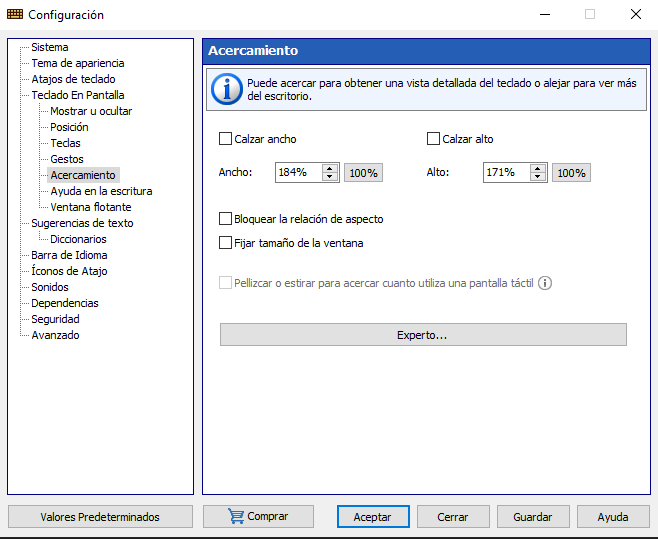 Configuración
Sistema
Tema de apariencia
Atajos de teclado
Teclado En Pantalla
Mostrar u ocultar
Posición
Teclas
Gestos
Acercamiento
Ayuda en la escritura
Ventana flotante
Sugerencias de texto
Diccionarios
Barra de Idioma
Íconos de Atajo
Sonidos
Dependencias
Seguridad
Avanzado
Acercamiento
Puede acercar para obtener una vista detallada del teclado o alejar para ver más
del escritorio.
Calzar ancho
Calzar alto
Ancho: 184% 100%
Alto: 171% 100%
Bloquear la relación de aspecto
Fijar tamaño de la ventana
Pellizcar o estirar para acercar cuanto utiliza una pantalla táctil
Experto...
Valores Predeterminados
Comprar
Aceptar
Cerrar
Guardar
Ayuda